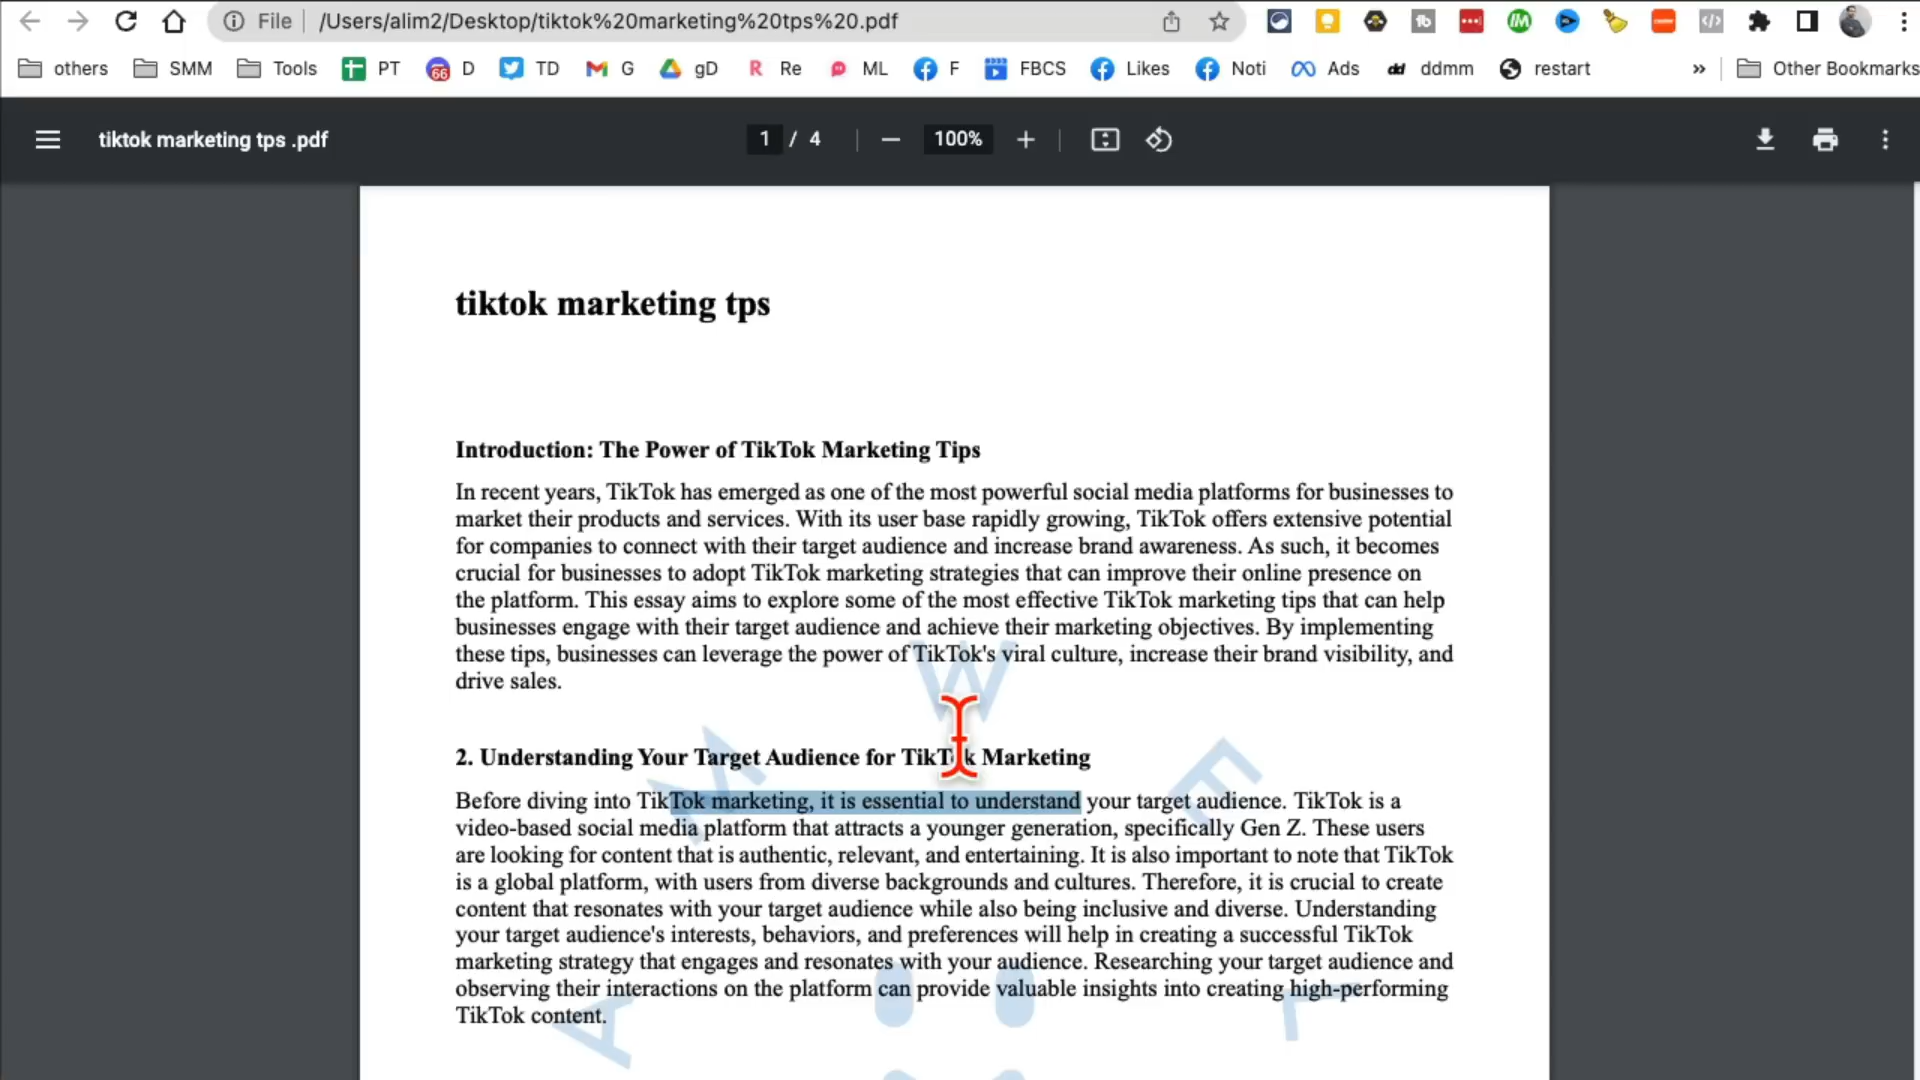 File /Users/alim2/Desktop/tiktok%20marketing%20tps%20.pdf
others SMM Tools PT 66 D TD G gD R Re ML F FBCS Likes Noti Ads dd ddmm restart » Other Bookmarks
tiktok marketing tps .pdf 1 / 4 100%
tiktok marketing tps
Introduction: The Power of TikTok Marketing Tips
In recent years, TikTok has emerged as one of the most powerful social media platforms for businesses to
market their products and services. With its user base rapidly growing, TikTok offers extensive potential
for companies to connect with their target audience and increase brand awareness. As such, it becomes
crucial for businesses to adopt TikTok marketing strategies that can improve their online presence on
the platform. This essay aims to explore some of the most effective TikTok marketing tips that can help
businesses engage with their target audience and achieve their marketing objectives. By implementing
these tips, businesses can leverage the power of TikTok's viral culture, increase their brand visibility, and
drive sales.
2. Understanding Your Target Audience for TikTok Marketing
Before diving into TikTok marketing, it is essential to understand your target audience. TikTok is a
video-based social media platform that attracts a younger generation, specifically Gen Z. These users
are looking for content that is authentic, relevant, and entertaining. It is also important to note that TikTok
is a global platform, with users from diverse backgrounds and cultures. Therefore, it is crucial to create
content that resonates with your target audience while also being inclusive and diverse. Understanding
your target audience's interests, behaviors, and preferences will help in creating a successful TikTok
marketing strategy that engages and resonates with your audience. Researching your target audience and
observing their interactions on the platform can provide valuable insights into creating high-performing
TikTok content.